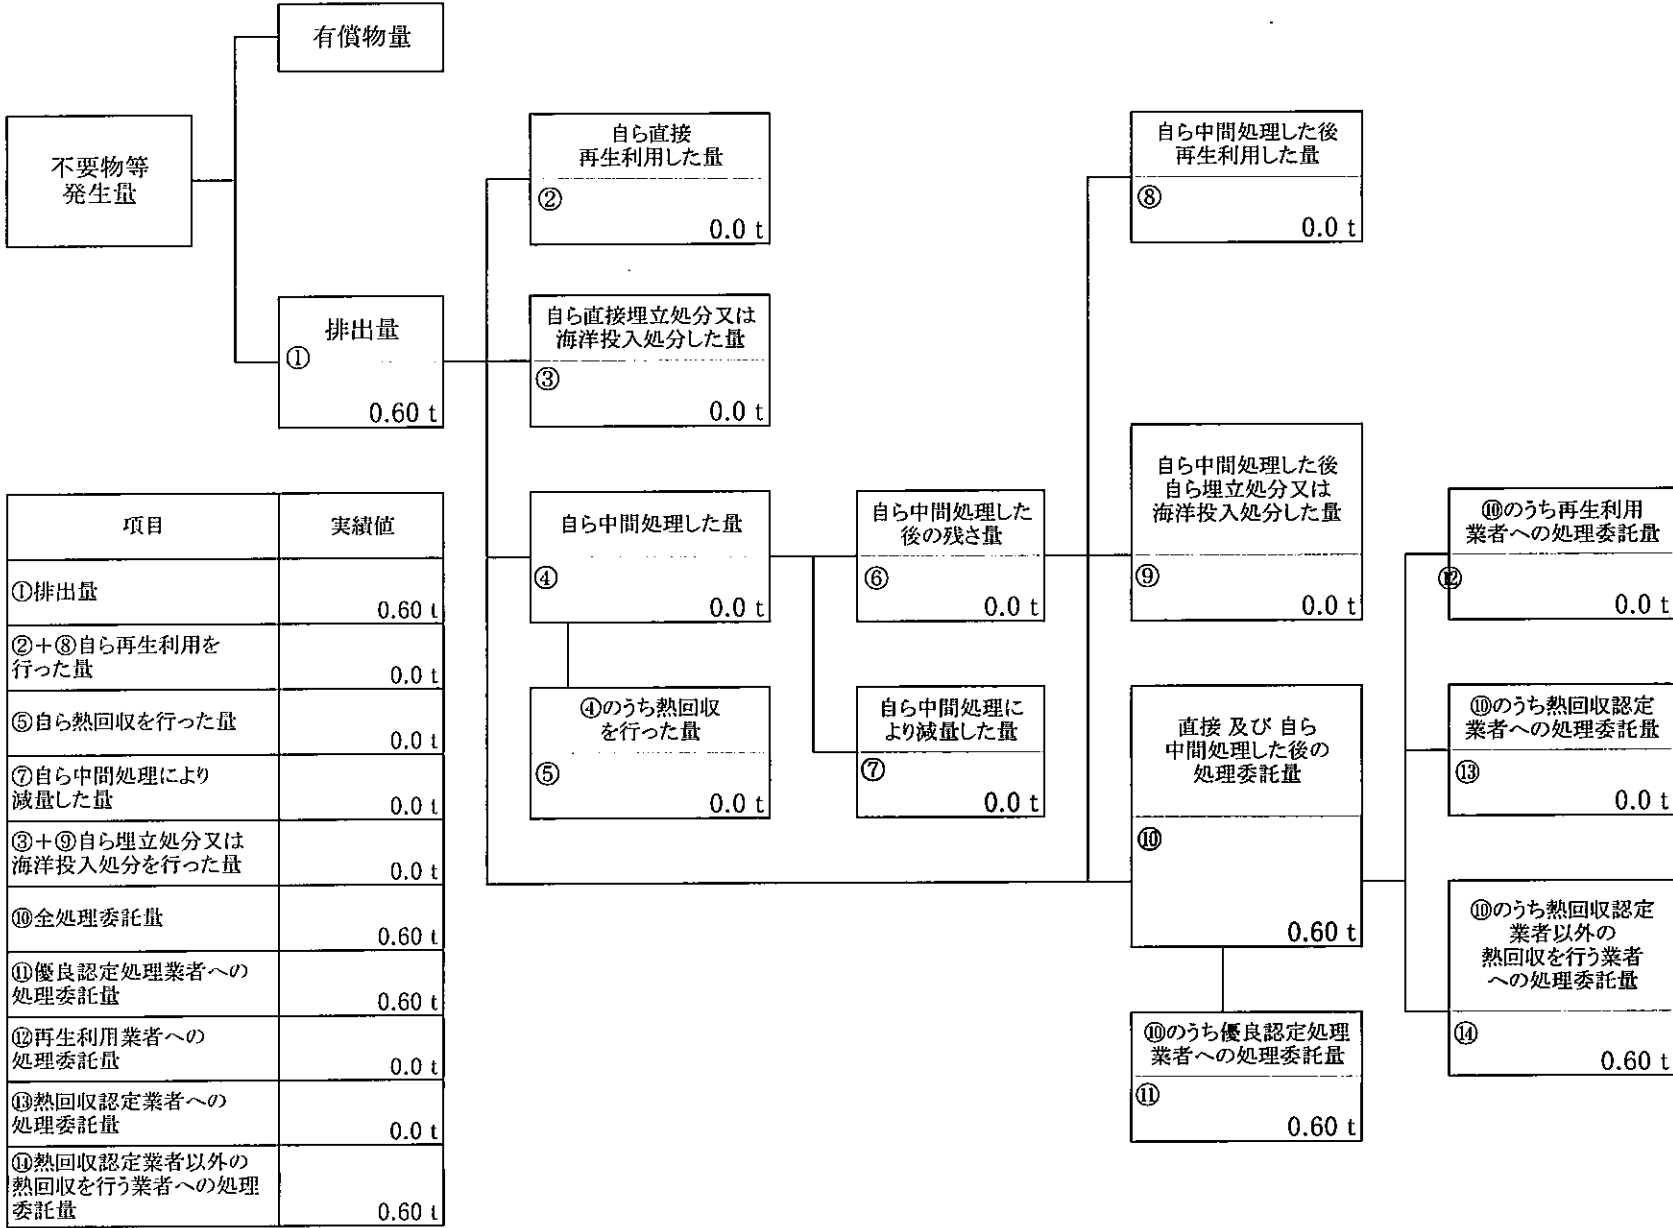 有償物量
不要物等
発生量
排出量
①
0.60 t
自ら直接
再生利用した量
②
0.0 t
自ら直接埋立処分又は
海洋投入処分した量
③
0.0 t
自ら中間処理した量
④
0.0 t
④のうち熱回収
を行った量
⑤
0.0 t
自ら中間処理した
後の残さ量
⑥
0.0 t
自ら中間処理に
より減量した量
⑦
0.0 t
自ら中間処理した後
再生利用した量
⑧
0.0 t
自ら中間処理した後
自ら埋立処分又は
海洋投入処分した量
⑨
0.0 t
直接 及び 自ら
中間処理した後の
処理委託量
⑩
0.60 t
⑩のうち優良認定処理
業者への処理委託量
⑪
0.60 t
⑩のうち再生利用
業者への処理委託量
⑫
0.0 t
⑩のうち熱回収認定
業者への処理委託量
⑬
0.0 t
⑩のうち熱回収認定
業者以外の
熱回収を行う業者
への処理委託量
⑭
0.60 t
項目 実績値
①排出量
0.60 t
②+⑧自ら再生利用を
行った量
0.0 t
⑤自ら熱回収を行った量
0.0 t
⑦自ら中間処理により
減量した量
0.0 t
③+⑨自ら埋立処分又は
海洋投入処分を行った量
0.0 t
⑩全処理委託量
0.60 t
⑪優良認定処理業者への
処理委託量
0.60 t
⑫再生利用業者への
処理委託量
0.0 t
⑬熱回収認定業者への
処理委託量
0.0 t
⑭熱回収認定業者以外の
熱回収を行う業者への処理
委託量
0.60 t